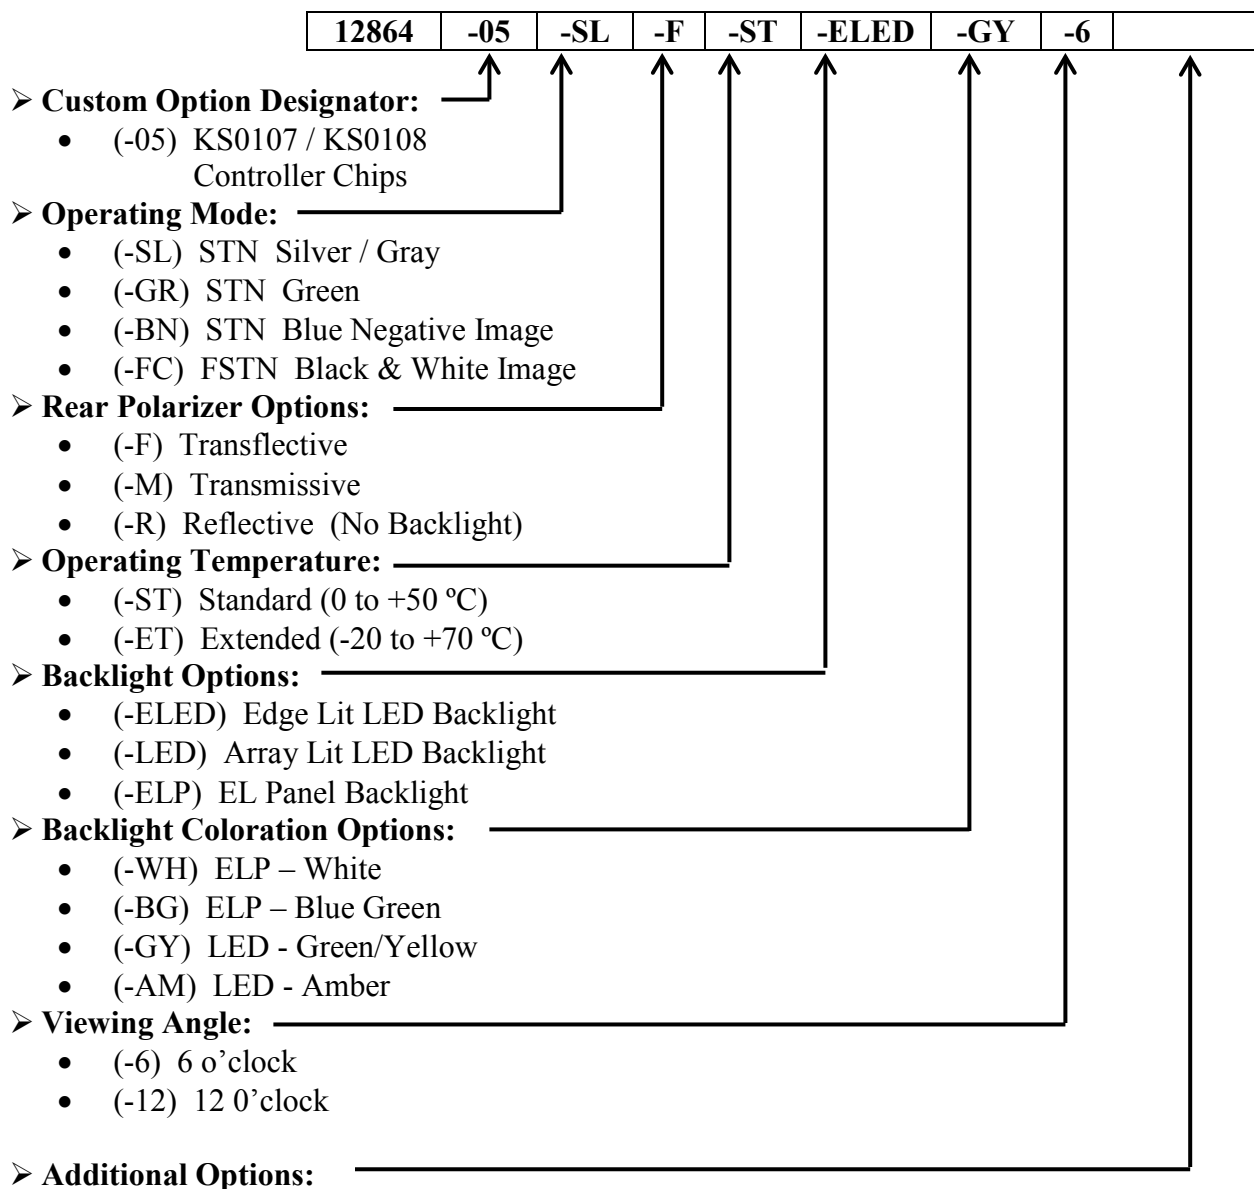 12864 -05 -SL -F -ST -ELED -GY -6
➢ Custom Option Designator:
• (-05) KS0107 / KS0108
Controller Chips
➢ Operating Mode:
• (-SL) STN Silver / Gray
• (-GR) STN Green
• (-BN) STN Blue Negative Image
• (-FC) FSTN Black & White Image
➢ Rear Polarizer Options:
• (-F) Transflective
• (-M) Transmissive
• (-R) Reflective (No Backlight)
➢ Operating Temperature:
• (-ST) Standard (0 to +50 ºC)
• (-ET) Extended (-20 to +70 ºC)
➢ Backlight Options:
• (-ELED) Edge Lit LED Backlight
• (-LED) Array Lit LED Backlight
• (-ELP) EL Panel Backlight
➢ Backlight Coloration Options:
• (-WH) ELP – White
• (-BG) ELP – Blue Green
• (-GY) LED - Green/Yellow
• (-AM) LED - Amber
➢ Viewing Angle:
• (-6) 6 o’clock
• (-12) 12 0’clock
➢ Additional Options: